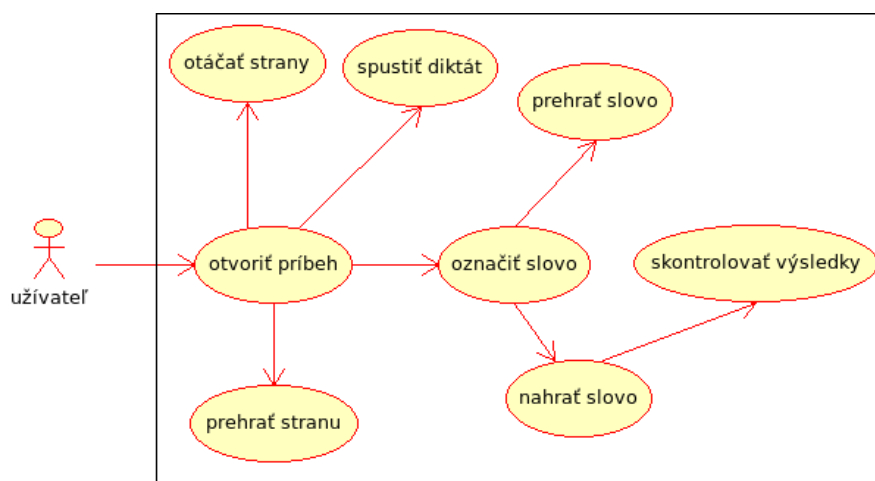 otáčať strany
spustiť diktát
prehrať slovo
užívateľ
otvoriť príbeh
označiť slovo
skontrolovať výsledky
prehrať stranu
nahrať slovo